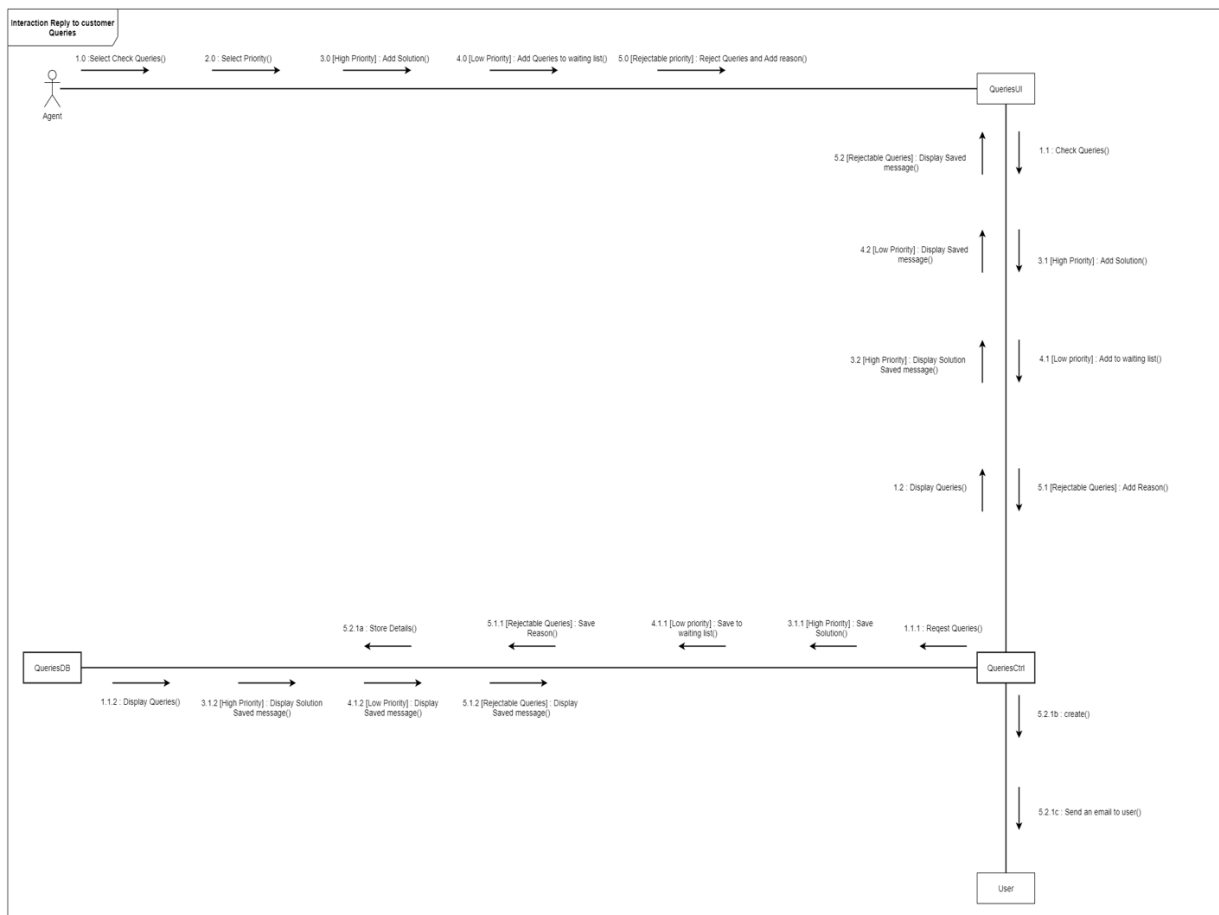 Interaction Reply to customer
Queries
1.0 :Select Check Queries()
2.0 : Select Priority()
3.0 [High Priority] : Add Solution()
4.0 [Low Priority] : Add Queries to waiting list()
5.0 [Rejectable priority] : Reject Queries and Add reason()
Agent
QueriesUI
5.2 [Rejectable Queries] : Display Saved
message()
1.1 : Check Queries()
4.2 [Low Priority] : Display Saved
message()
3.1 [High Priority] : Add Solution()
3.2 [High Priority] : Display Solution
Saved message()
4.1 [Low priority] : Add to waiting list()
1.2 : Display Queries()
5.1 [Rejectable Queries] : Add Reason()
5.2.1a : Store Details()
5.1.1 [Rejectable Queries] : Save
Reason()
4.1.1 [Low priority] : Save to
waiting list()
3.1.1 [High Priority] : Save
Solution()
1.1.1 : Reqest Queries()
QueriesDB
QueriesCtrl
1.1.2 : Display Queries()
3.1.2 [High Priority] : Display Solution
Saved message()
4.1.2 [Low Priority] : Display
Saved message()
5.1.2 [Rejectable Queries] : Display
Saved message()
5.2.1b : create()
5.2.1c : Send an email to user()
User